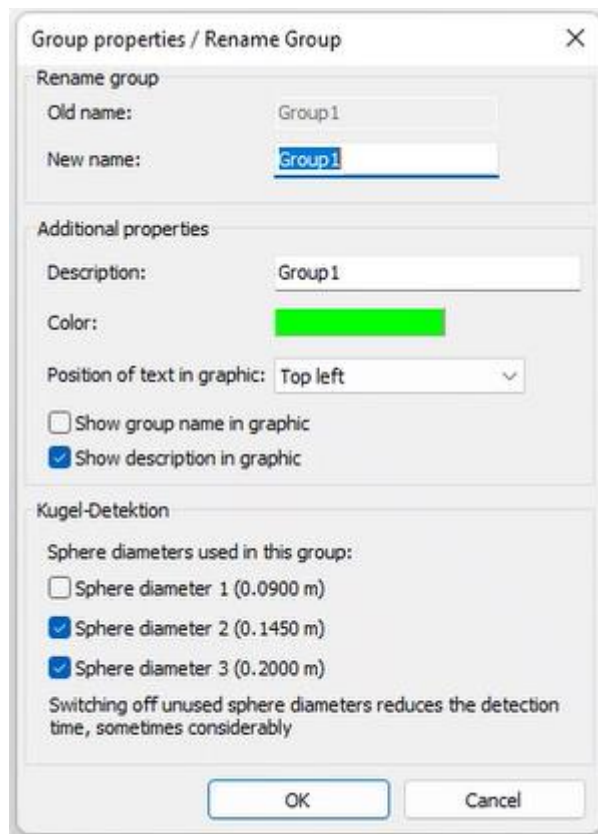 Group properties / Rename Group
Rename group
Old name: Group1
New name: Group1
Additional properties
Description: Group1
Color:
Position of text in graphic: Top left
Show group name in graphic
Show description in graphic
Kugel-Detektion
Sphere diameters used in this group:
Sphere diameter 1 (0.0900 m)
Sphere diameter 2 (0.1450 m)
Sphere diameter 3 (0.2000 m)
Switching off unused sphere diameters reduces the detection
time, sometimes considerably
OK Cancel